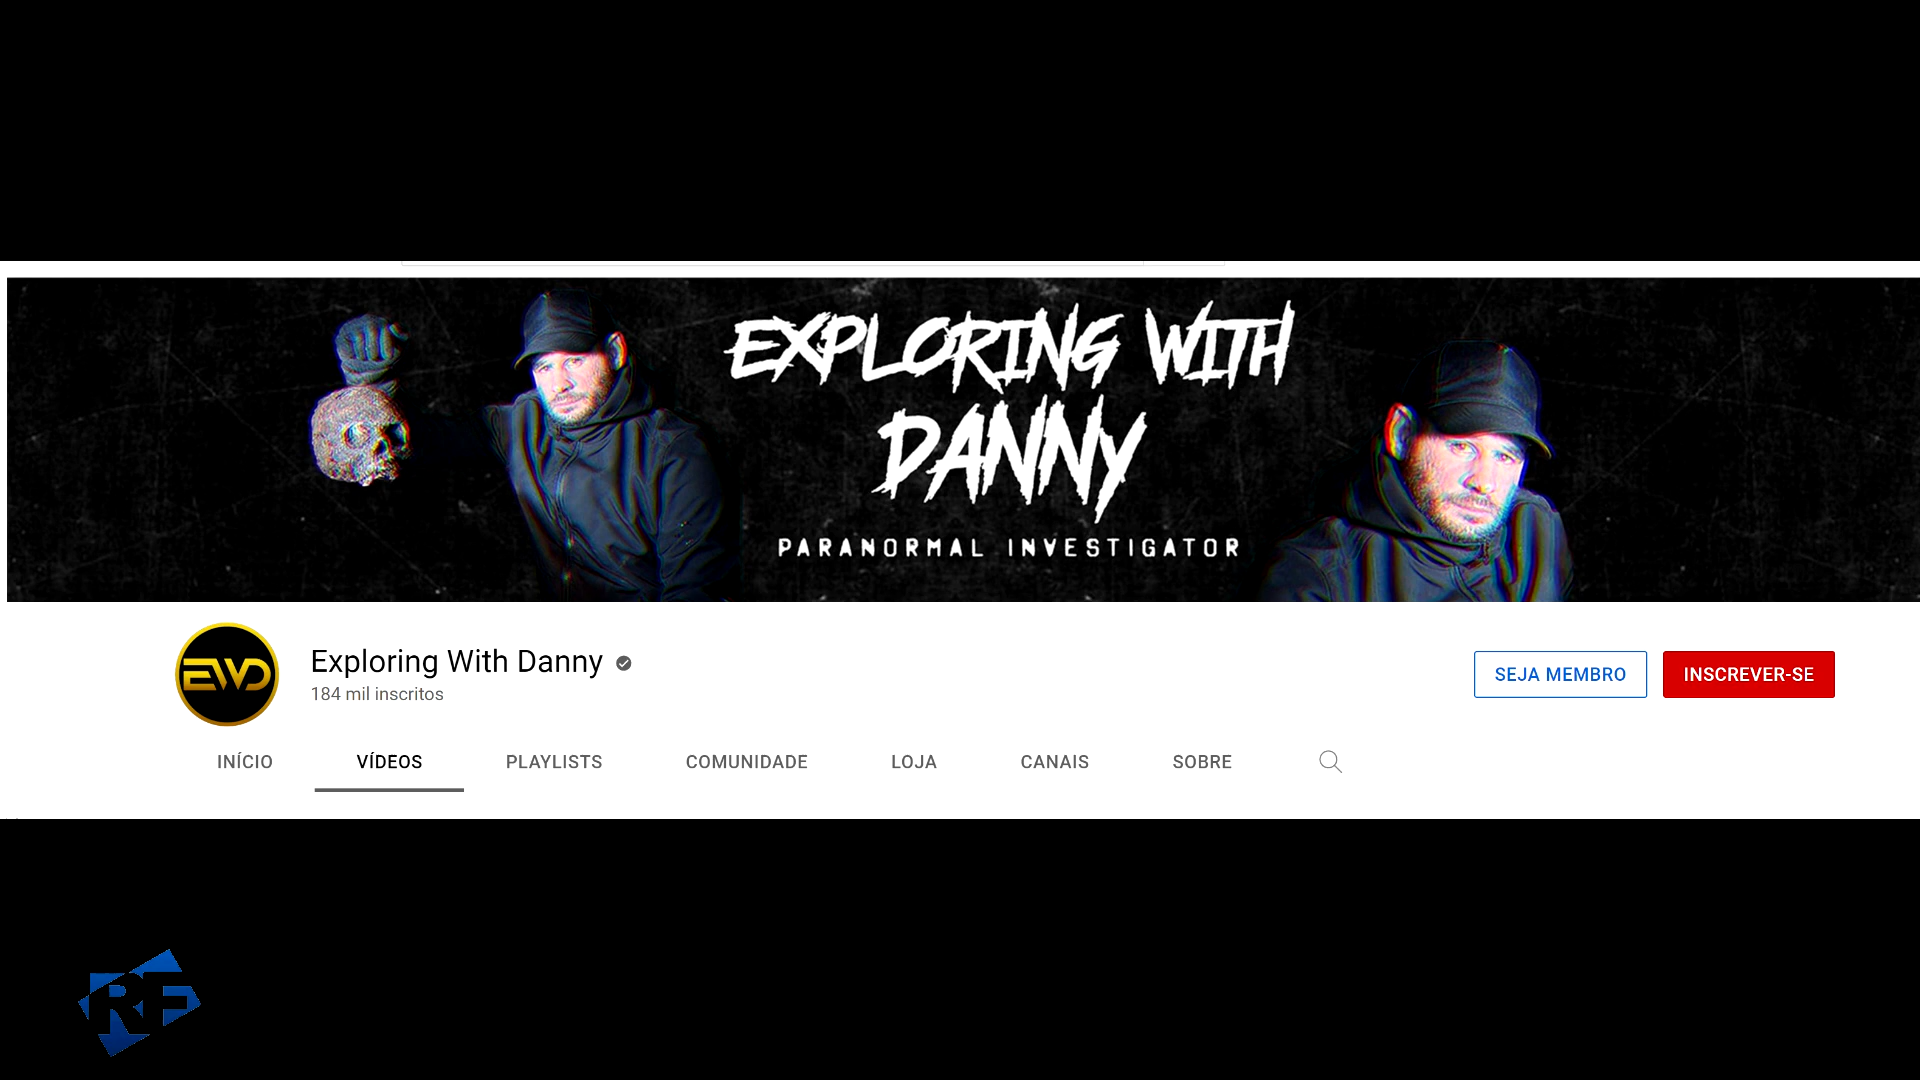 EXPLORING WITH
DANNY
PARANORMAL INVESTIGATOR
EWD
Exploring With Danny
184 mil inscritos
SEJA MEMBRO
INSCREVER-SE
INÍCIO
VÍDEOS
PLAYLISTS
COMUNIDADE
LOJA
CANAIS
SOBRE
RF